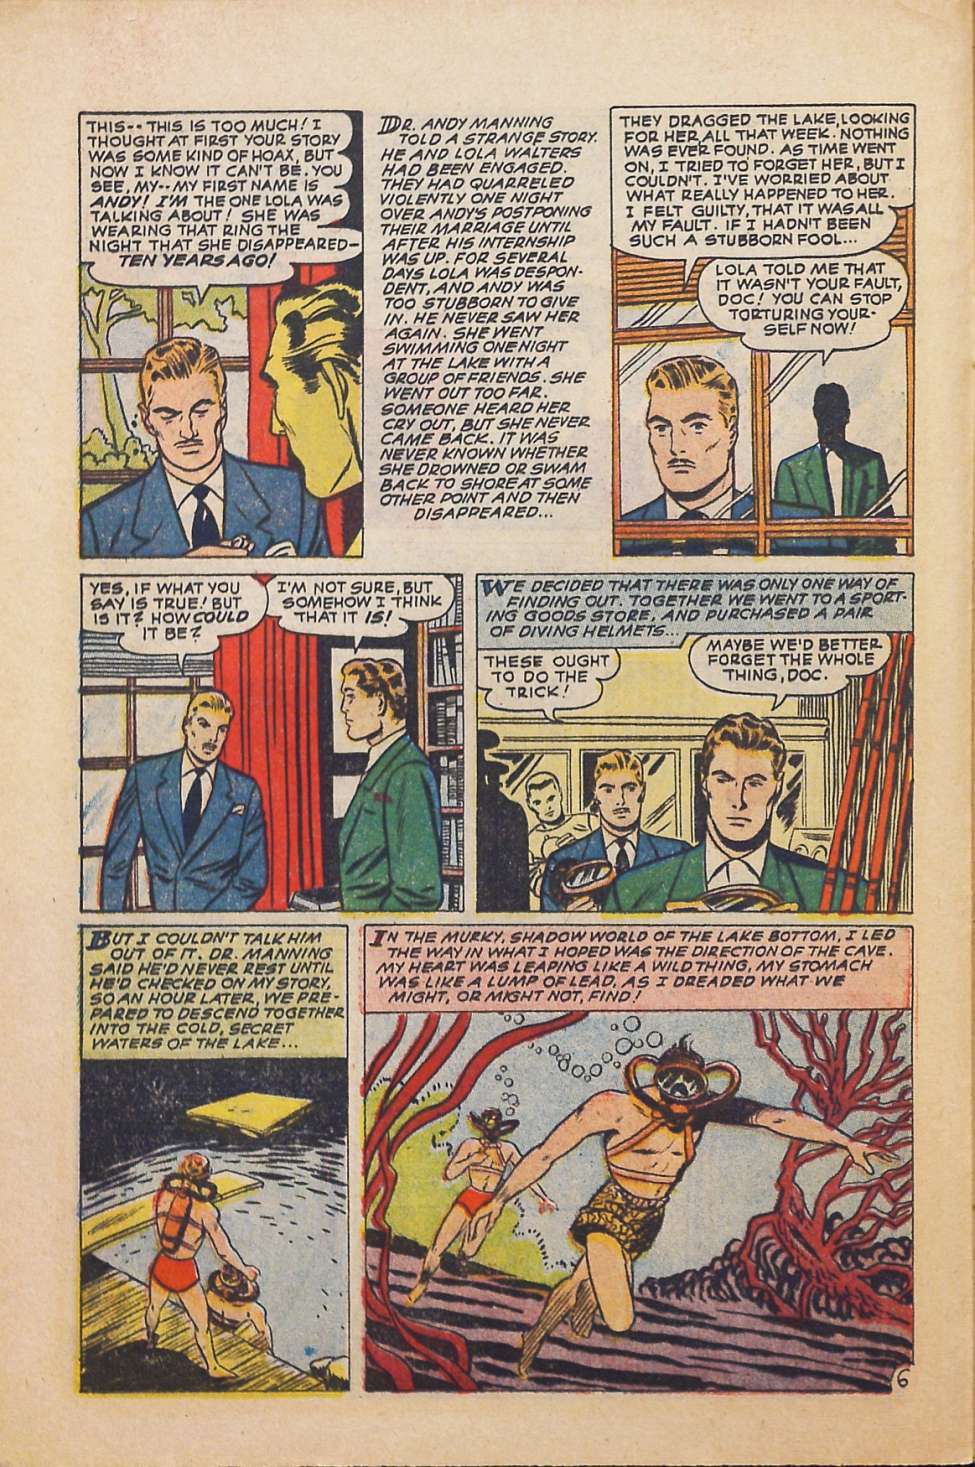 THIS-- THIS IS TOO MUCH! I
THOUGHT AT FIRST YOUR STORY
WAS SOME KIND OF HOAX, BUT
NOW I KNOW IT CAN'T BE. YOU
SEE, MY-- MY FIRST NAME IS
ANDY! I'M THE ONE LOLA WAS
TALKING ABOUT! SHE WAS
WEARING THAT RING THE
NIGHT THAT SHE DISAPPEARED-
TEN YEARS AGO!
DR. ANDY MANNING
TOLD A STRANGE STORY.
HE AND LOLA WALTERS
HAD BEEN ENGAGED.
THEY HAD QUARRELED
VIOLENTLY ONE NIGHT
OVER ANDY'S POSTPONING
THEIR MARRIAGE UNTIL
AFTER HIS INTERNSHIP
WAS UP. FOR SEVERAL
DAYS LOLA WAS DESPON-
DENT, AND ANDY WAS
TOO STUBBORN TO GIVE
IN. HE NEVER SAW HER
AGAIN. SHE WENT
SWIMMING ONE NIGHT
AT THE LAKE WITH A
GROUP OF FRIENDS. SHE
WENT OUT TOO FAR.
SOMEONE HEARD HER
CRY OUT, BUT SHE NEVER
CAME BACK. IT WAS
NEVER KNOWN WHETHER
SHE DROWNED OR SWAM
BACK TO SHORE AT SOME
OTHER POINT AND THEN
DISAPPEARED...
THEY DRAGGED THE LAKE, LOOKING
FOR HER ALL THAT WEEK. NOTHING
WAS EVER FOUND. AS TIME WENT
ON, I TRIED TO FORGET HER, BUT I
COULDN'T. I'VE WORRIED ABOUT
WHAT REALLY HAPPENED TO HER.
I FELT GUILTY, THAT IT WAS ALL
MY FAULT. IF I HADN'T BEEN
SUCH A STUBBORN FOOL...
LOLA TOLD ME THAT
IT WASN'T YOUR FAULT,
DOC! YOU CAN STOP
TORTURING YOUR-
SELF NOW!
YES, IF WHAT YOU
SAY IS TRUE! BUT
IS IT? HOW COULD
IT BE?
I'M NOT SURE, BUT
SOMEHOW I THINK
THAT IT IS!
WE DECIDED THAT THERE WAS ONLY ONE WAY OF
FINDING OUT. TOGETHER WE WENT TO A SPORT-
ING GOODS STORE, AND PURCHASED A PAIR
OF DIVING HELMETS...
THESE OUGHT
TO DO THE
TRICK!
MAYBE WE'D BETTER
FORGET THE WHOLE
THING, DOC.
BUT I COULDN'T TALK HIM
OUT OF IT. DR. MANNING
SAID HE'D NEVER REST UNTIL
HE'D CHECKED ON MY STORY.
SO AN HOUR LATER, WE PRE-
PARED TO DESCEND TOGETHER
INTO THE COLD, SECRET
WATERS OF THE LAKE...
IN THE MURKY, SHADOW WORLD OF THE LAKE BOTTOM, I LED
THE WAY IN WHAT I HOPED WAS THE DIRECTION OF THE CAVE.
MY HEART WAS LEAPING LIKE A WILD THING, MY STOMACH
WAS LIKE A LUMP OF LEAD, AS I DREADED WHAT WE
MIGHT, OR MIGHT NOT, FIND!
6